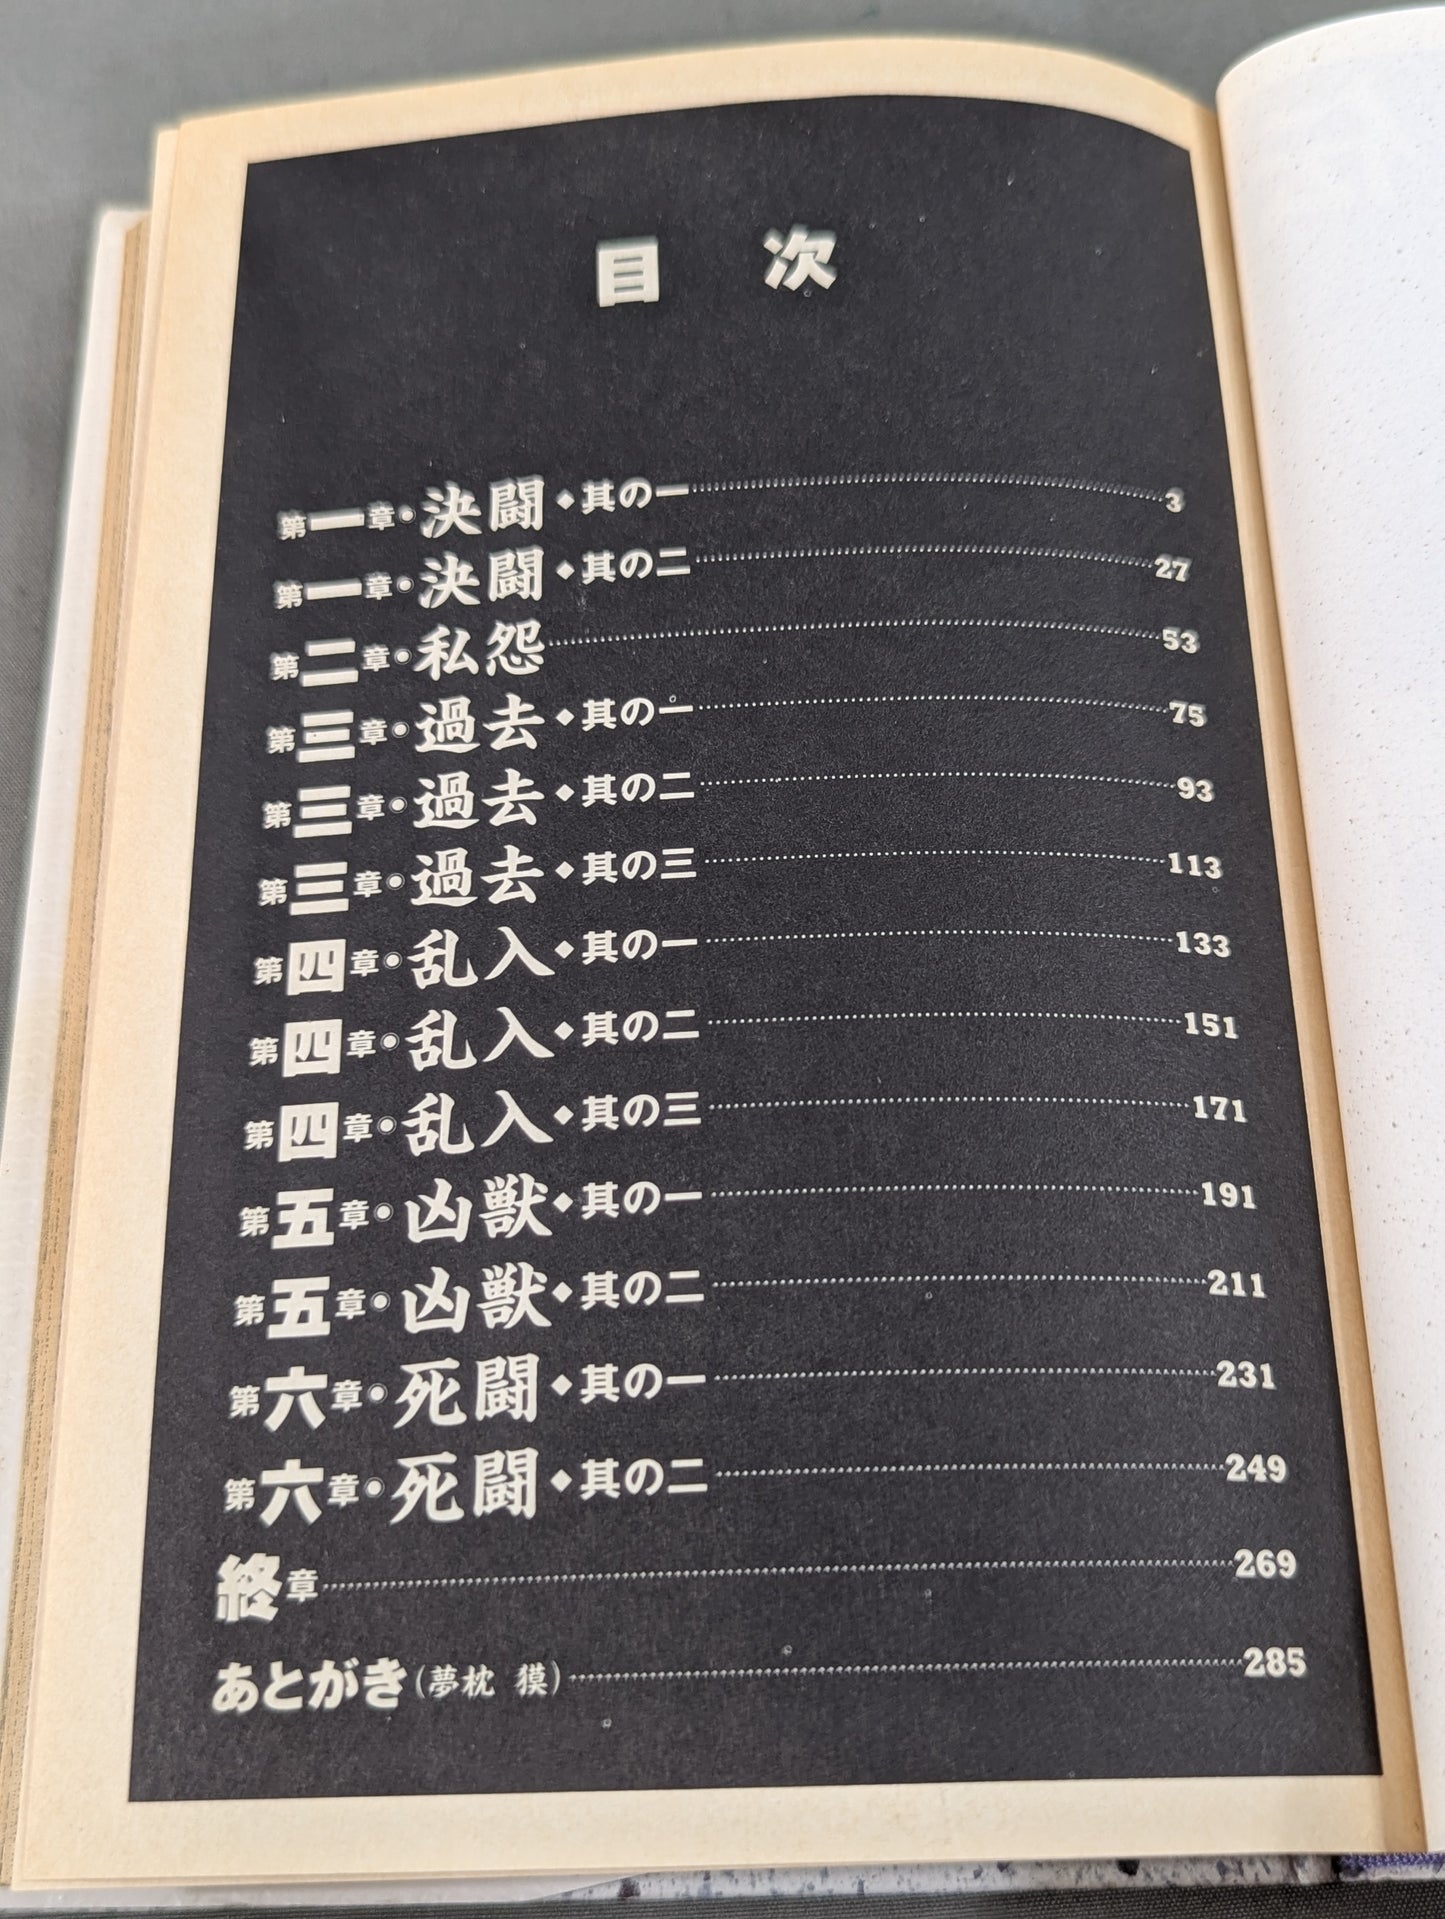 目 次
第一章●決闘◆其の一……3
第一章●決闘◆其の二……27
第二章●私怨……53
第三章●過去◆其の一……75
第三章●過去◆其の二……93
第三章●過去◆其の三……113
第四章●乱入◆其の一……133
第四章●乱入◆其の二……151
第四章●乱入◆其の三……171
第五章●凶獣◆其の一……191
第五章●凶獣◆其の二……211
第六章●死闘◆其の一……231
第六章●死闘◆其の二……249
終章……269
あとがき(夢枕 獏)……285